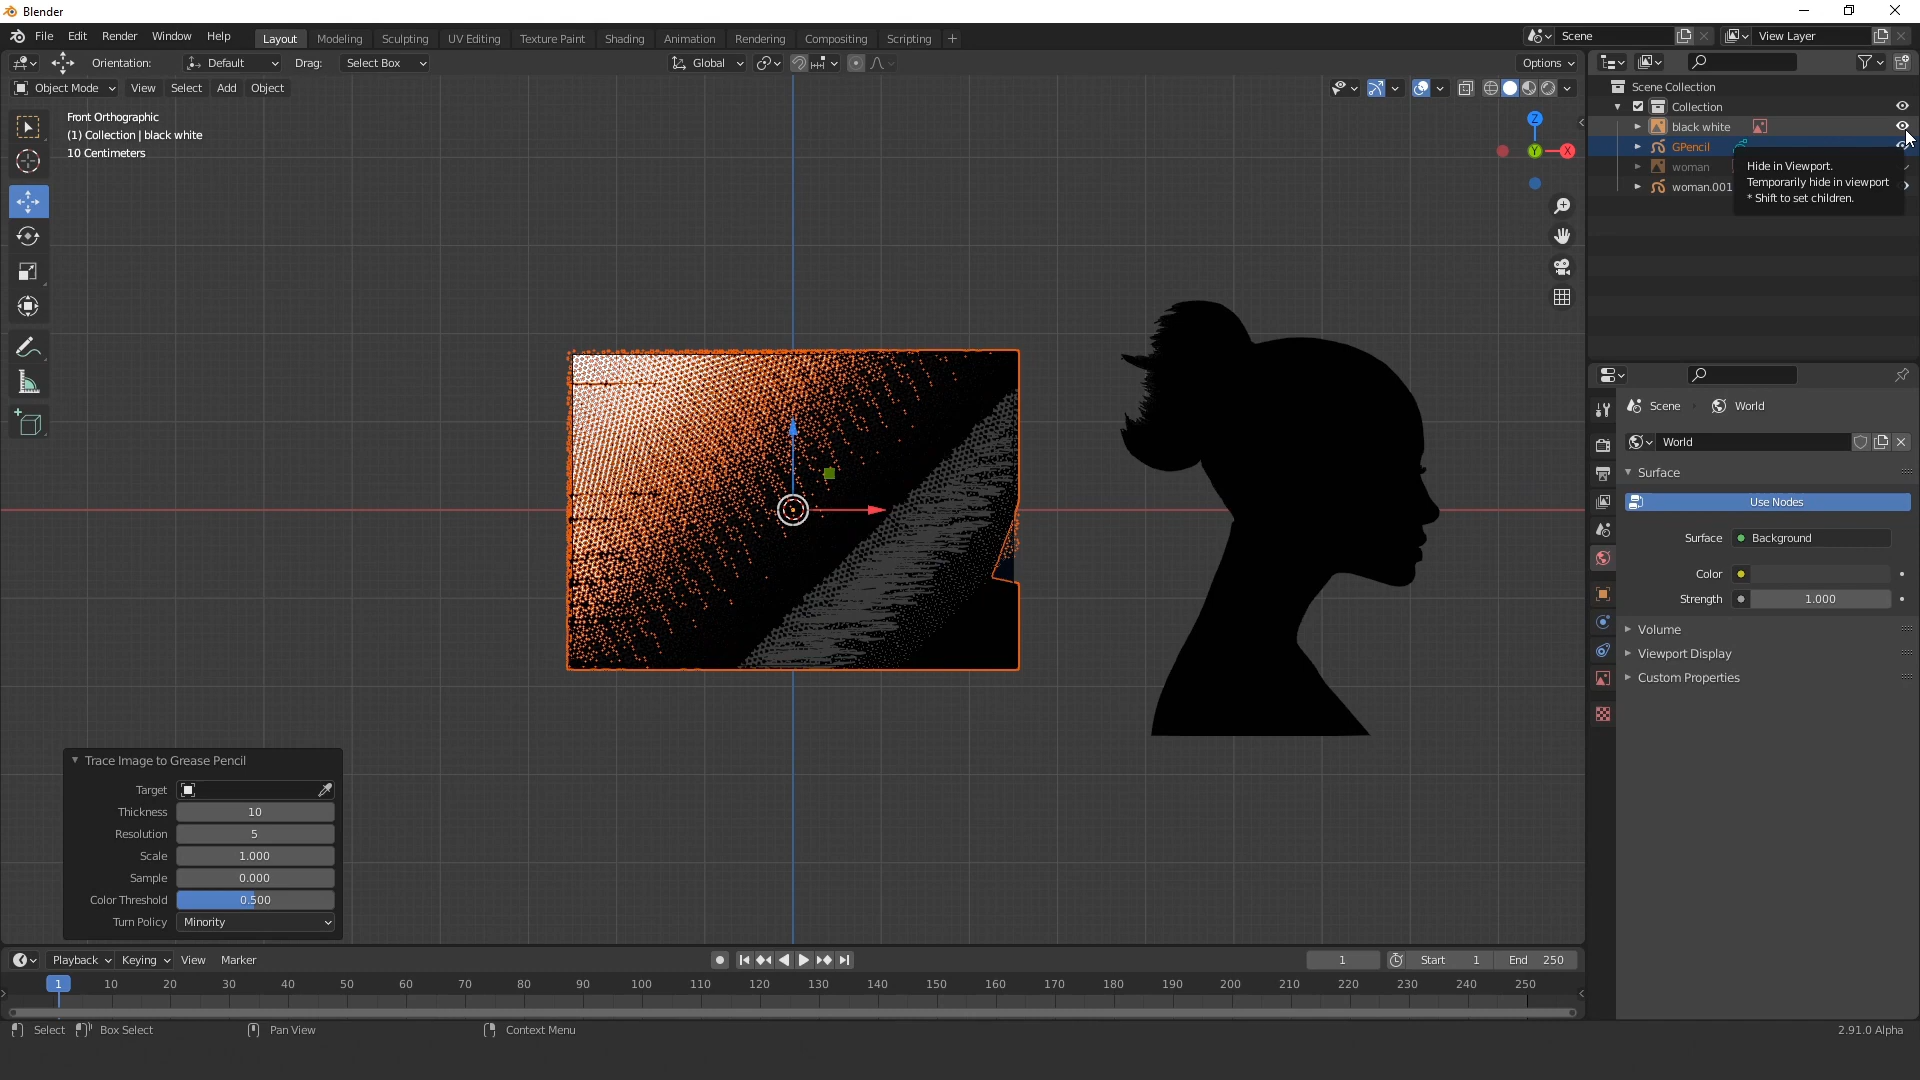 Blender
File Edit Render Window Help Layout Modeling Sculpting UV Editing Texture Paint Shading Animation Rendering Compositing Scripting + Scene View Layer
Orientation: Default Drag: Select Box Global Options
Object Mode View Select Add Object
Front Orthographic
(1) Collection | black white
10 Centimeters
Z
Y
X
Scene Collection
Collection
black white
GPencil
woman
woman.001
Hide in Viewport.
Temporarily hide in viewport
* Shift to set children.
Scene World
World
Surface
Use Nodes
Surface Background
Color
Strength 1.000
Volume
Viewport Display
Custom Properties
Trace Image to Grease Pencil
Target
Thickness 10
Resolution 5
Scale 1.000
Sample 0.000
Color Threshold 0.500
Turn Policy Minority
Playback Keying View Marker 1 Start 1 End 250
1 10 20 30 40 50 60 70 80 90 100 110 120 130 140 150 160 170 180 190 200 210 220 230 240 250
Select Box Select Pan View Context Menu 2.91.0 Alpha